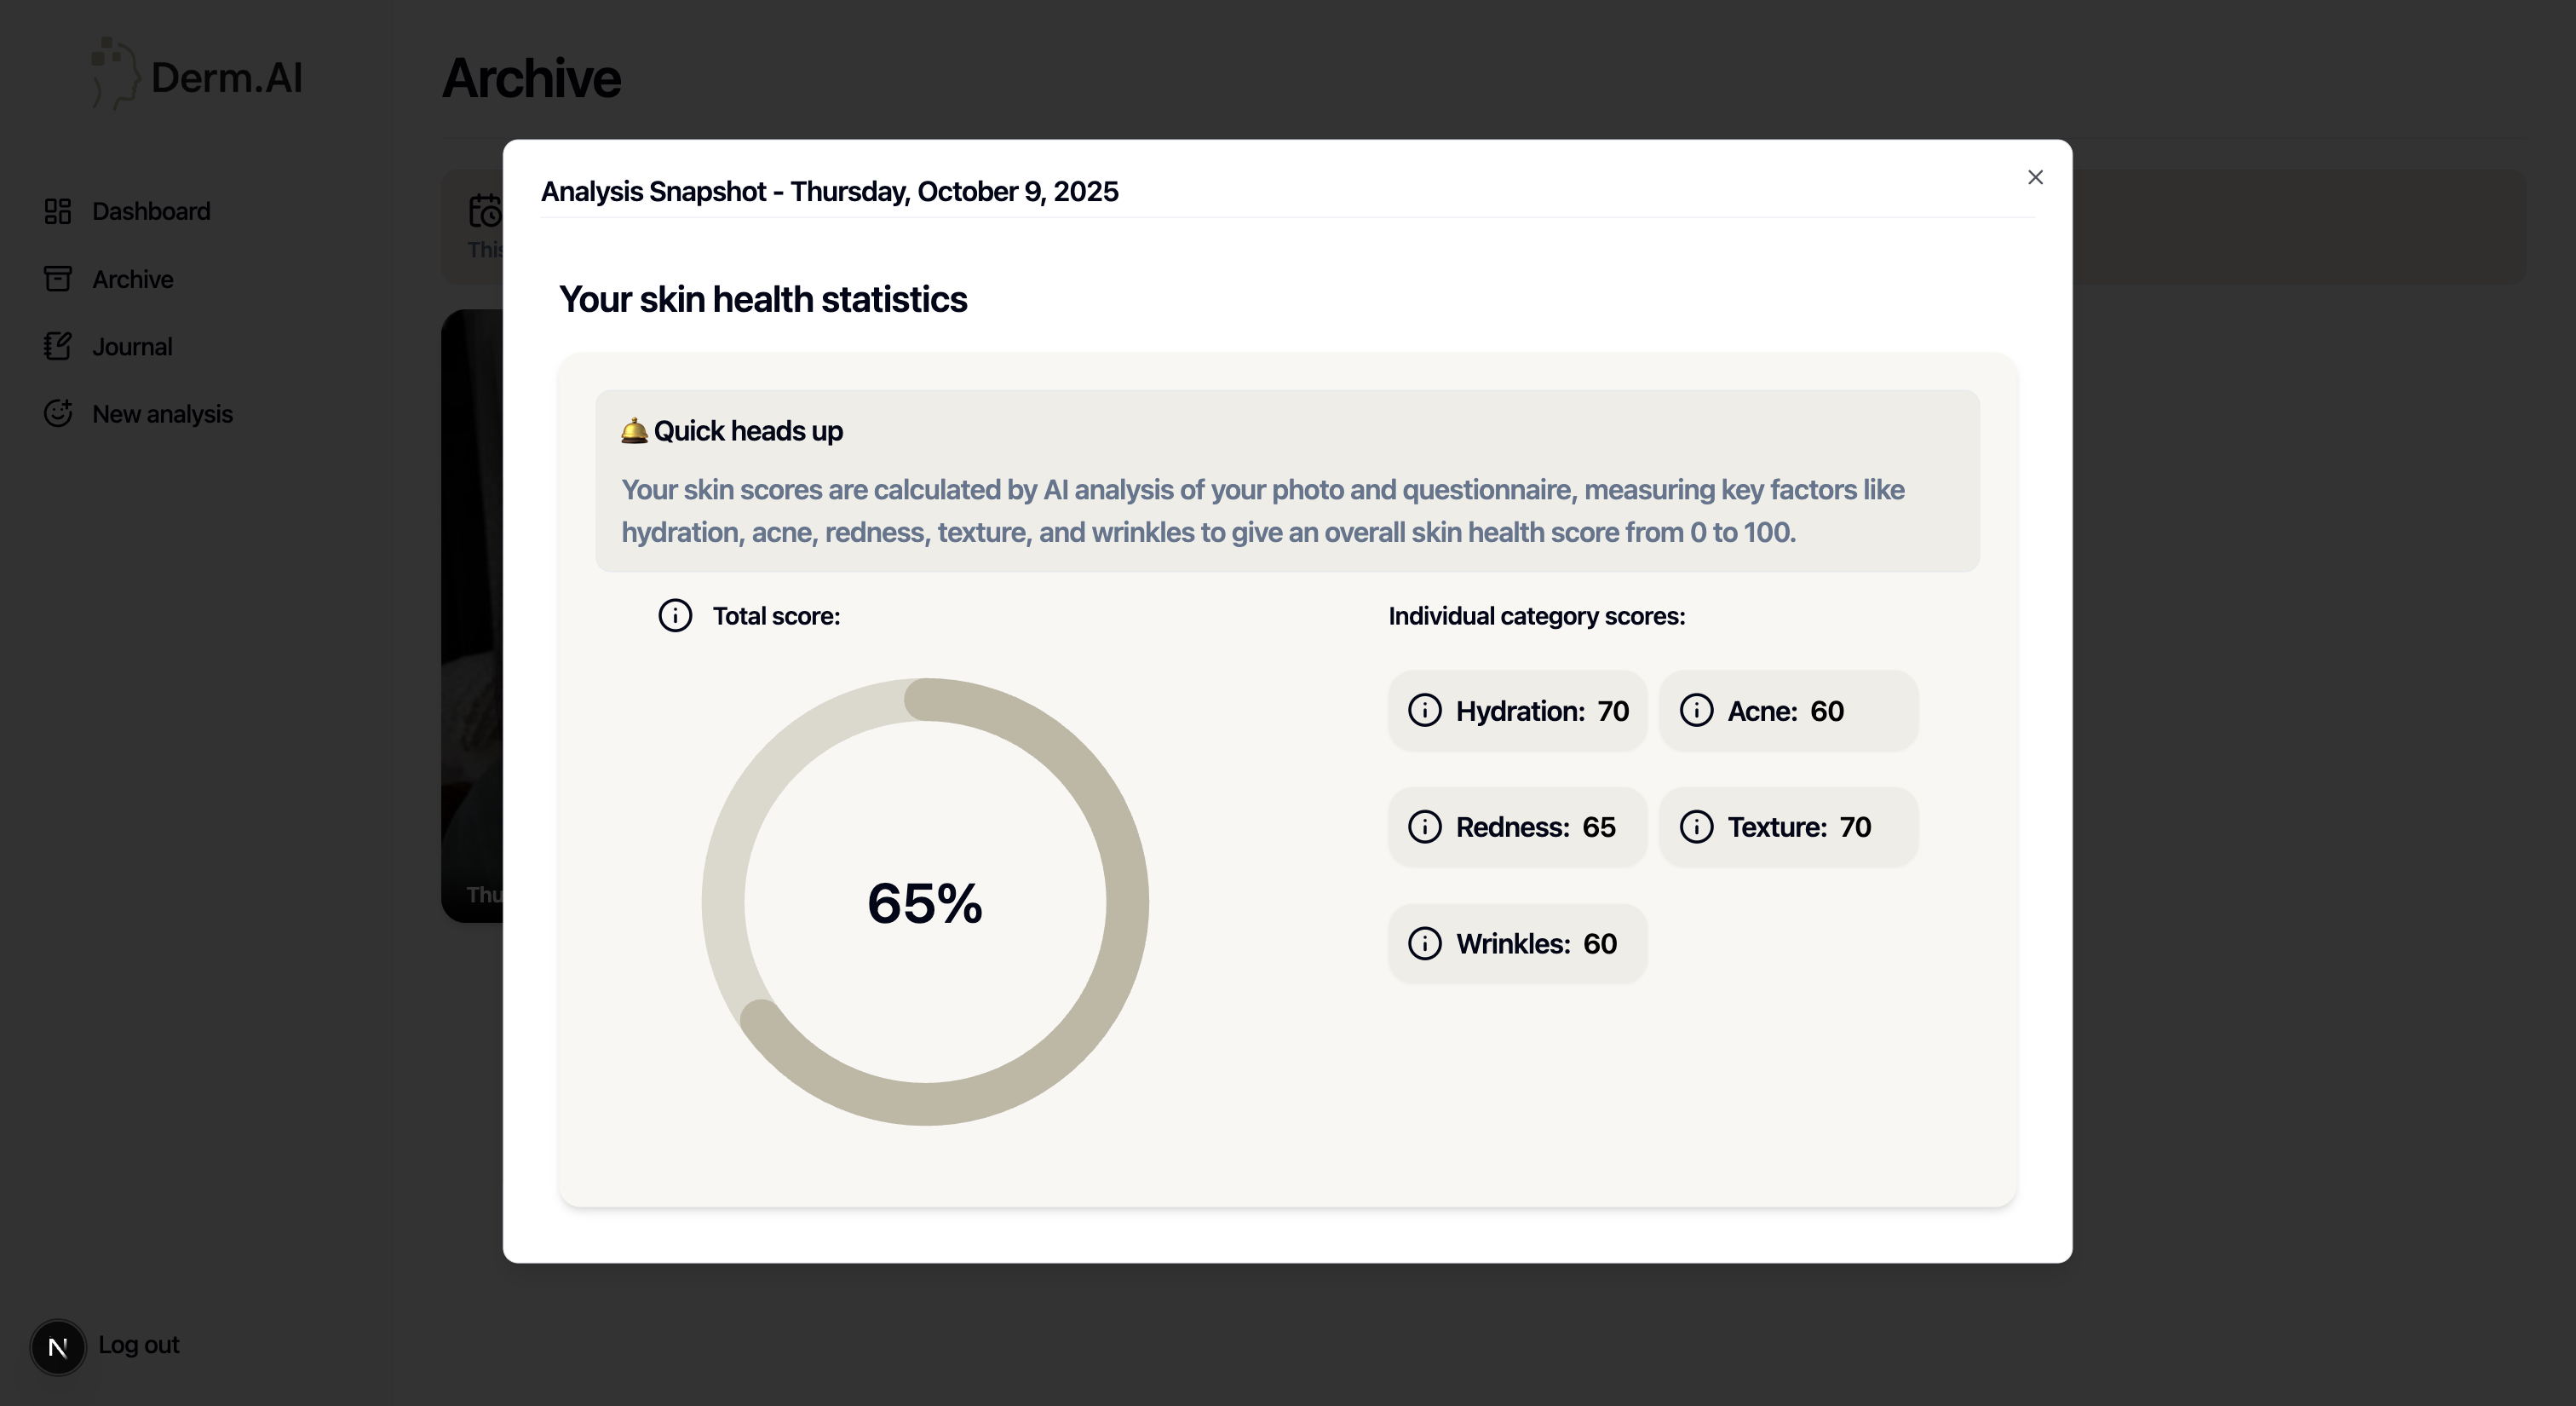 Derm.AI
Dashboard
Archive
Journal
New analysis
N
Log out
Archive
This
Thu
Analysis Snapshot - Thursday, October 9, 2025
Your skin health statistics
Quick heads up
Your skin scores are calculated by AI analysis of your photo and questionnaire, measuring key factors like
hydration, acne, redness, texture, and wrinkles to give an overall skin health score from 0 to 100.
Total score:
65%
Individual category scores:
Hydration: 70
Acne: 60
Redness: 65
Texture: 70
Wrinkles: 60